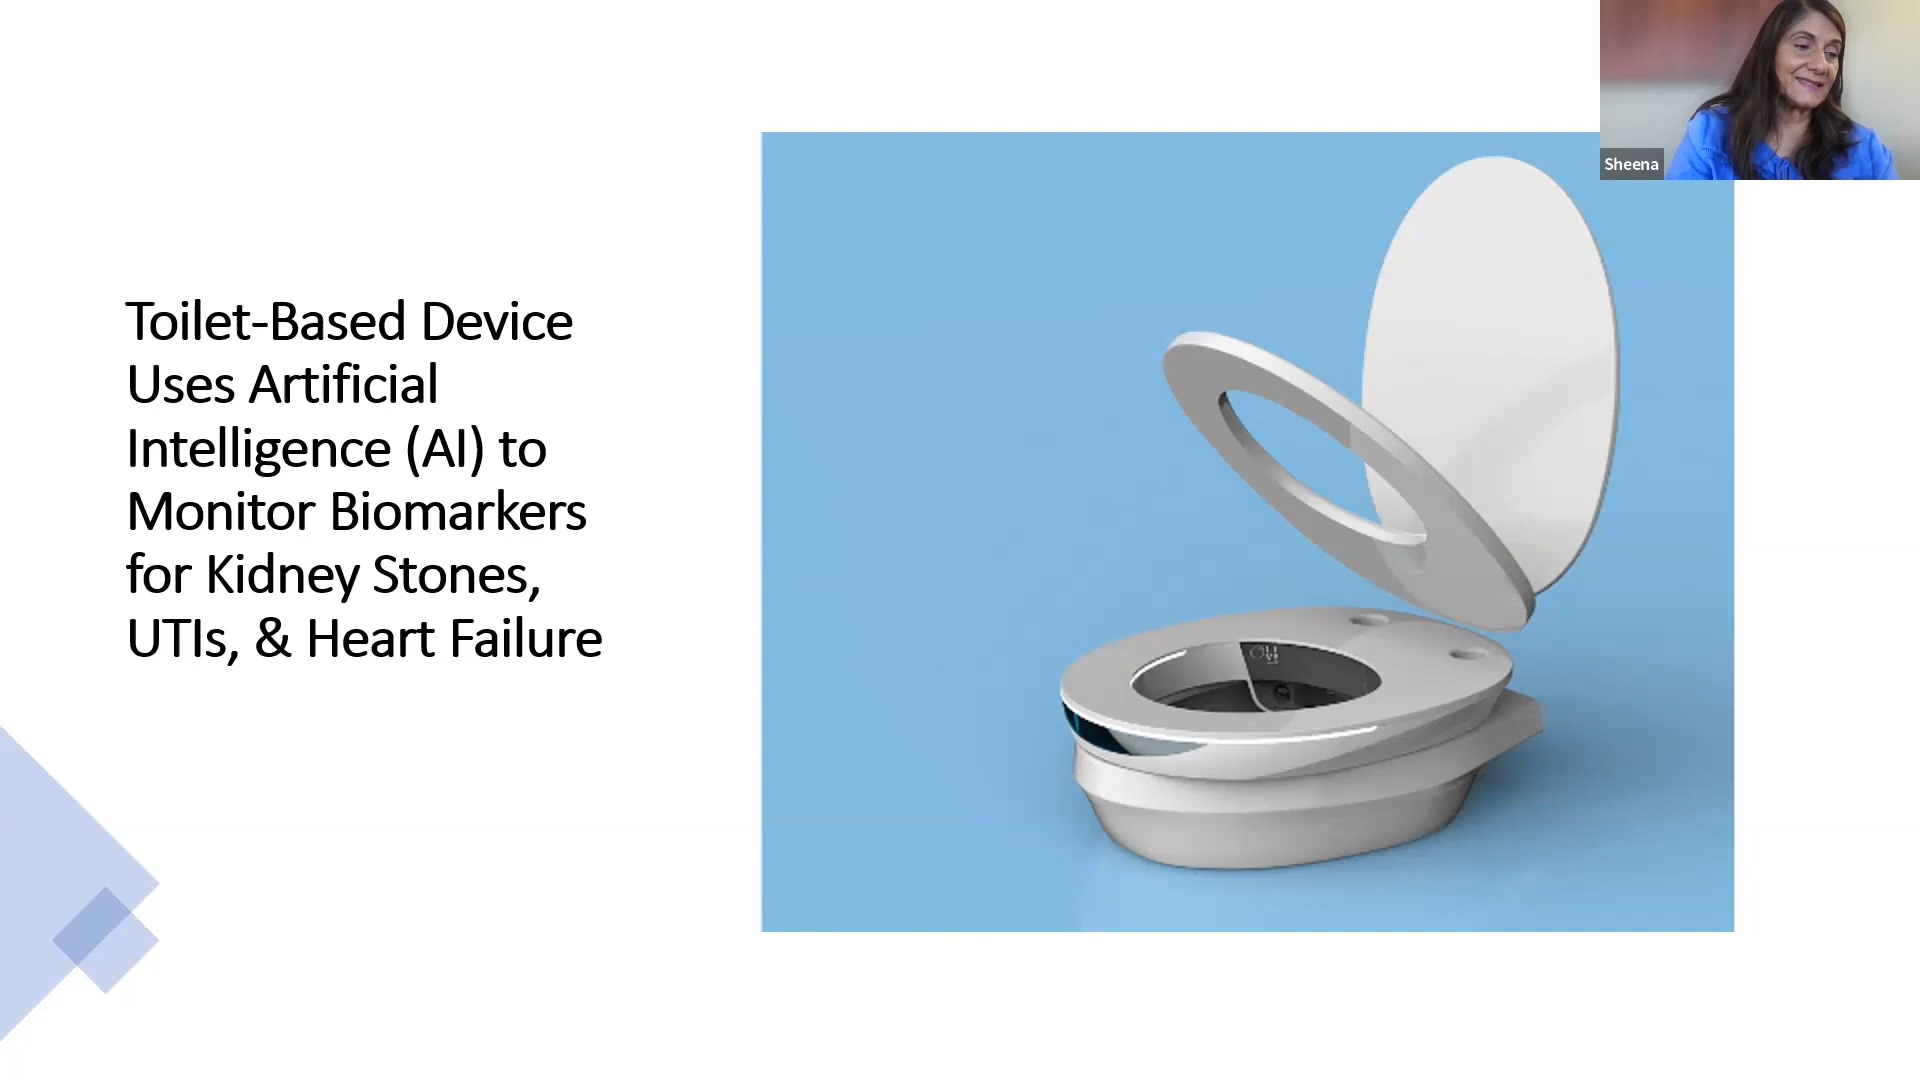 Toilet-Based Device
Uses Artificial
Intelligence (AI) to
Monitor Biomarkers
for Kidney Stones,
UTIs, & Heart Failure
Sheena